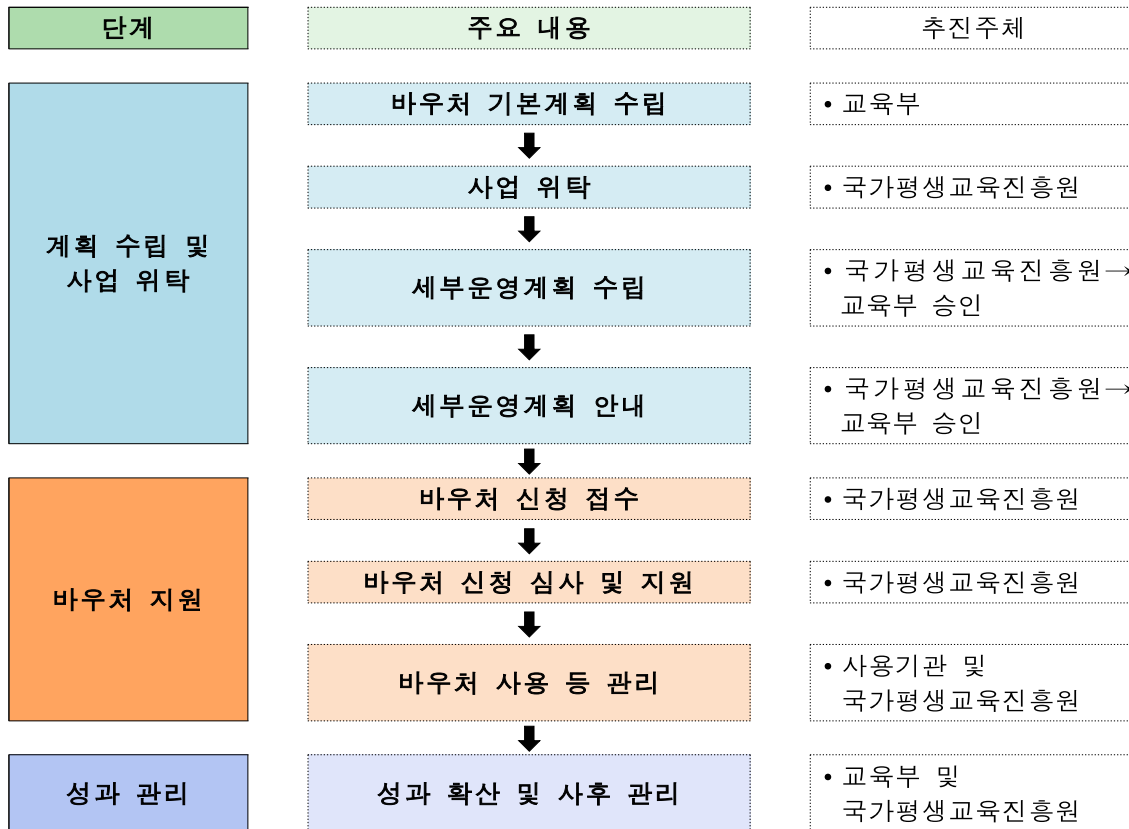 단계 주요 내용 추진주체
바우처 기본계획 수립 • 교육부
사업 위탁 • 국가평생교육진흥원
계획 수립 및
사업 위탁
세부운영계획 수립
• 국가평생교육진흥원→
교육부 승인
세부운영계획 안내
• 국가평생교육진흥원→
교육부 승인
바우처 지원
바우처 신청 접수 • 국가평생교육진흥원
바우처 신청 심사 및 지원 • 국가평생교육진흥원
바우처 사용 등 관리
• 사용기관 및
국가평생교육진흥원
성과 관리
성과 확산 및 사후 관리
• 교육부 및
국가평생교육진흥원